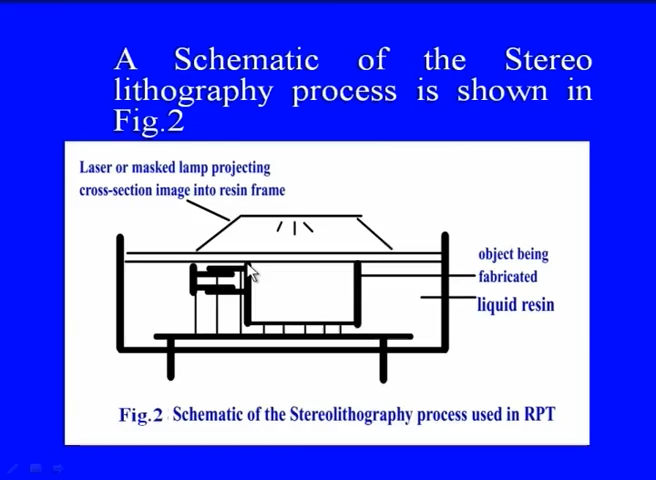 A Schematic of the Stereo
lithography process is shown in
Fig.2
Laser or masked lamp projecting
cross-section image into resin frame
object being
fabricated
liquid resin
Fig.2 Schematic of the Stereolithography process used in RPT